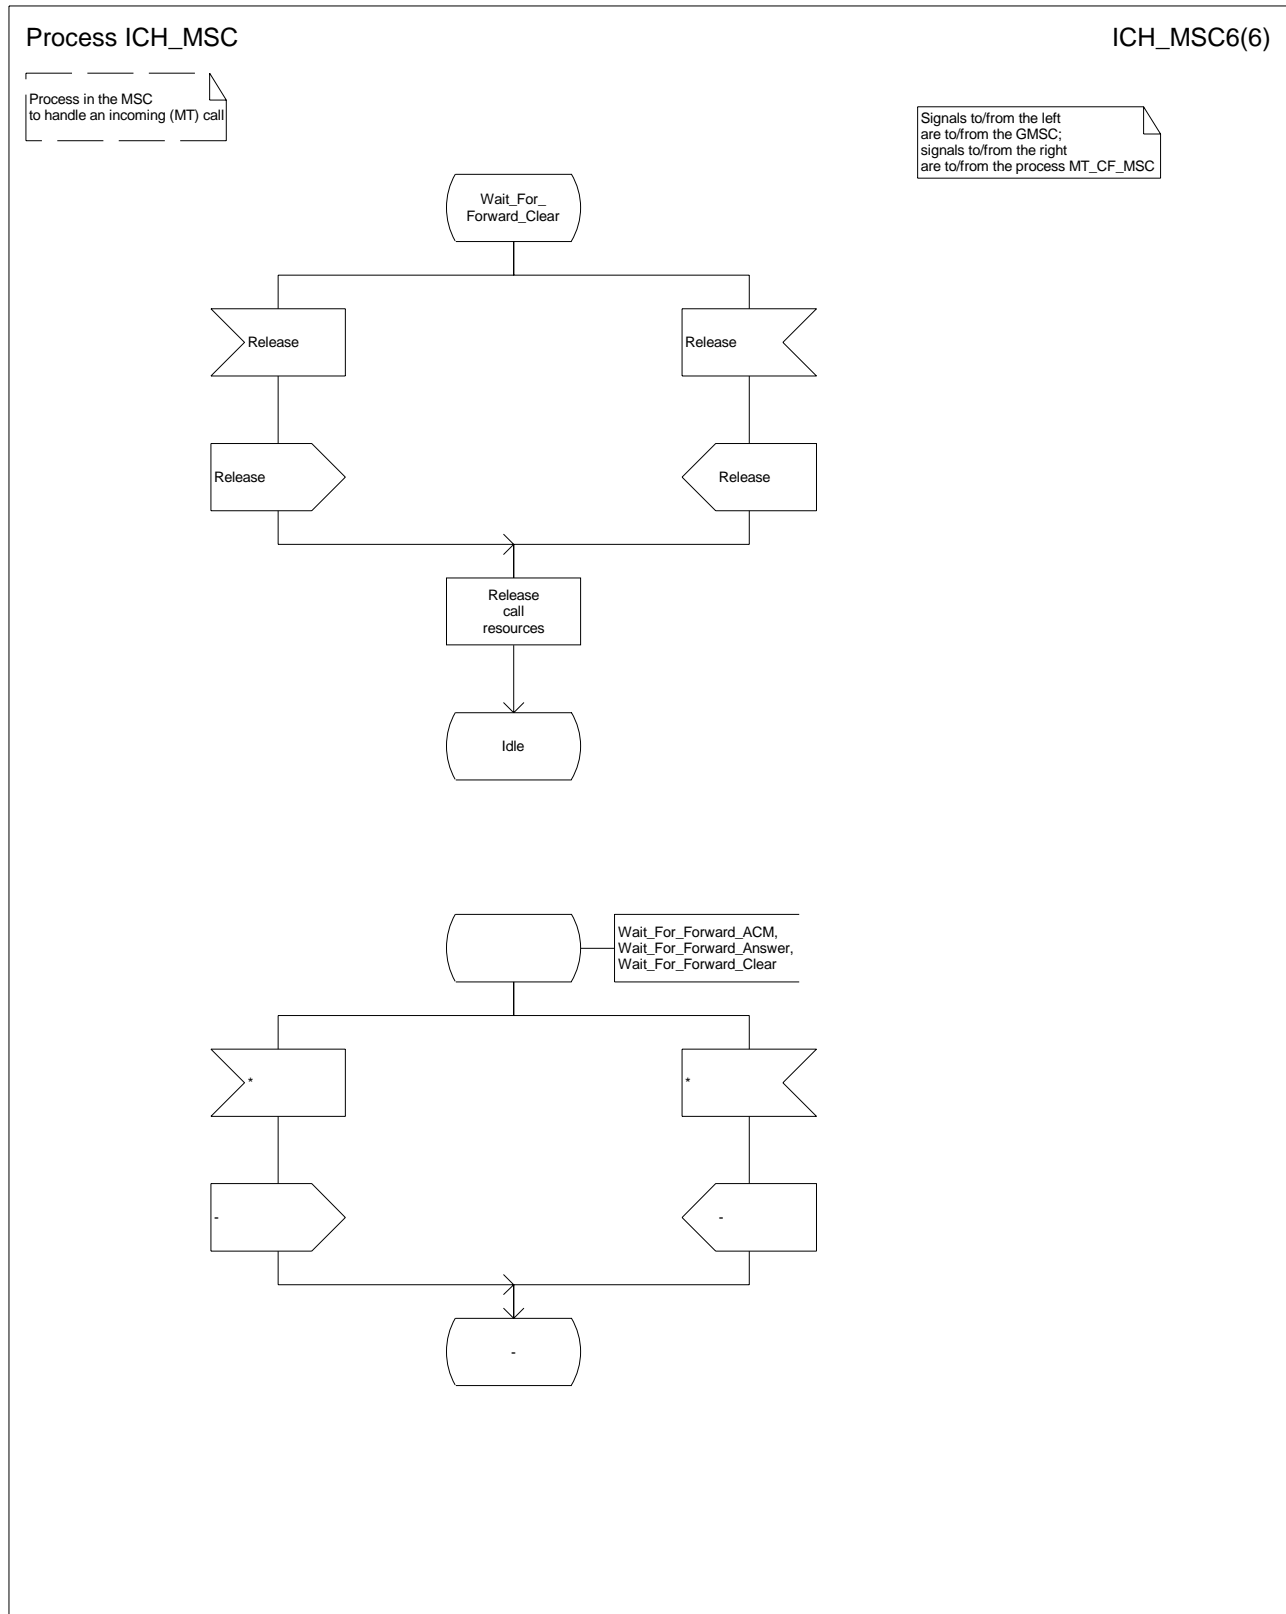 Process ICH_MSC
ICH_MSC6(6)
Process in the MSC
to handle an incoming (MT) call
Signals to/from the left
are to/from the GMSC;
signals to/from the right
are to/from the process MT_CF_MSC
Wait_For_
Forward_Clear
Release
Release
Release
Release
Release
call
resources
Idle
Wait_For_Forward_ACM,
Wait_For_Forward_Answer,
Wait_For_Forward_Clear
*
*
-
-
-